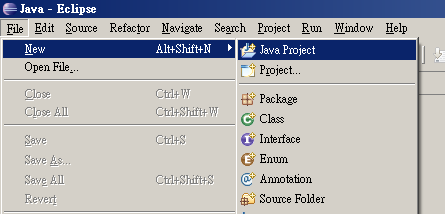 Java - Eclipse
File Edit Source Refactor Navigate Search Project Run Window Help
New Alt+Shift+N
Open File...
Close Ctrl+W
Close All Ctrl+Shift+W
Save Ctrl+S
Save As...
Save All Ctrl+Shift+S
Revert
Java Project
Project...
Package
Class
Interface
Enum
Annotation
Source Folder